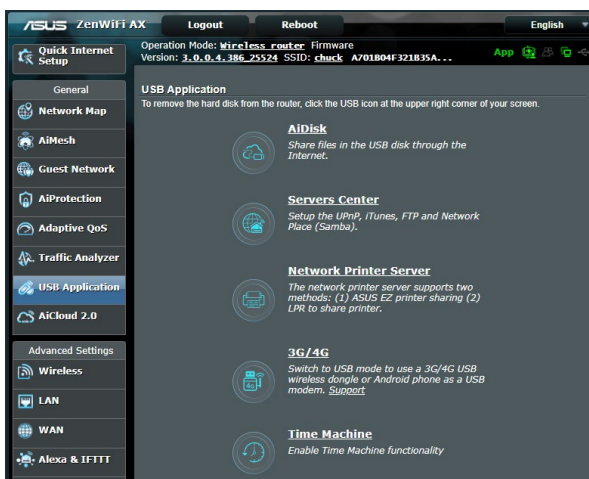 ASUS ZenWiFi AX Logout Reboot English
Quick Internet Setup
Operation Mode: Wireless router Firmware
Version: 3.0.0.4.386_25524 SSID: chuck A701B04F321B35A... App
General
Network Map
AiMesh
Guest Network
AiProtection
Adaptive QoS
Traffic Analyzer
USB Application
AiCloud 2.0
Advanced Settings
Wireless
LAN
WAN
Alexa & IFTTT
USB Application
To remove the hard disk from the router, click the USB icon at the upper right corner of your screen.
AiDisk
Share files in the USB disk through the
Internet.
Servers Center
Setup the UPnP, iTunes, FTP and Network
Place (Samba).
Network Printer Server
The network printer server supports two
methods: (1) ASUS EZ printer sharing (2)
LPR to share printer.
3G/4G
Switch to USB mode to use a 3G/4G USB
wireless dongle or Android phone as a USB
modem. Support
4G
Time Machine
Enable Time Machine functionality